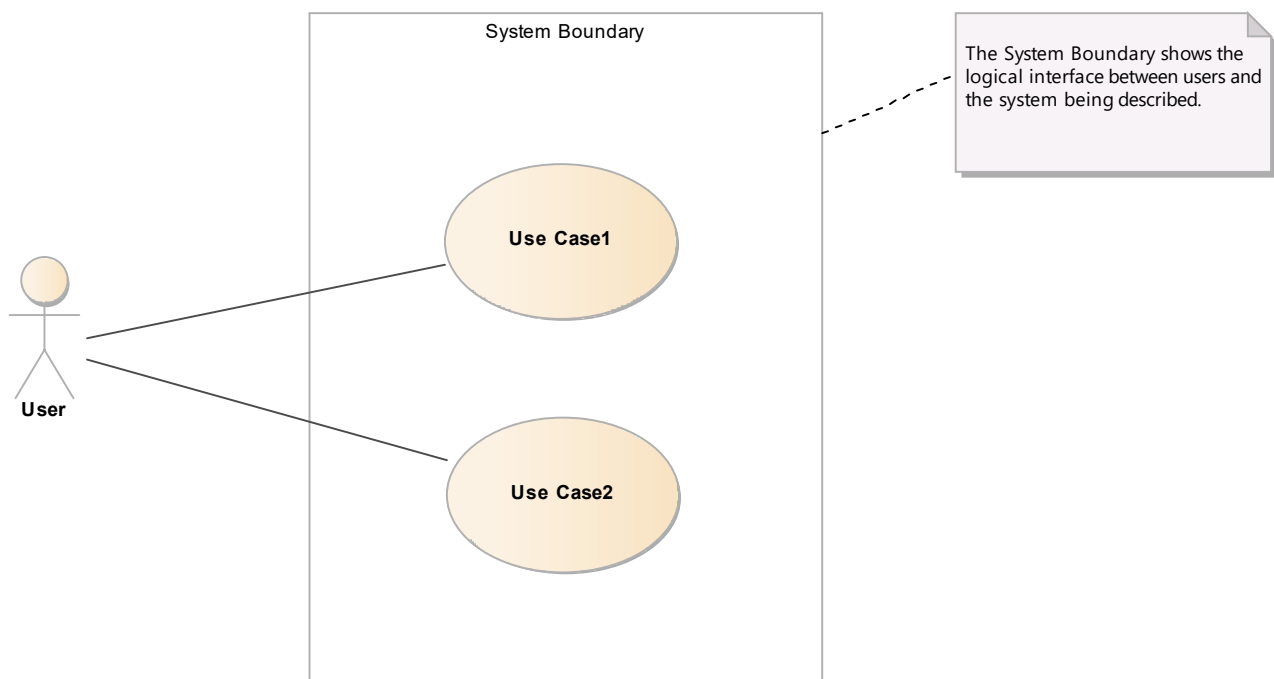 System Boundary
The System Boundary shows the
logical interface between users and
the system being described.
Use Case1
User
Use Case2